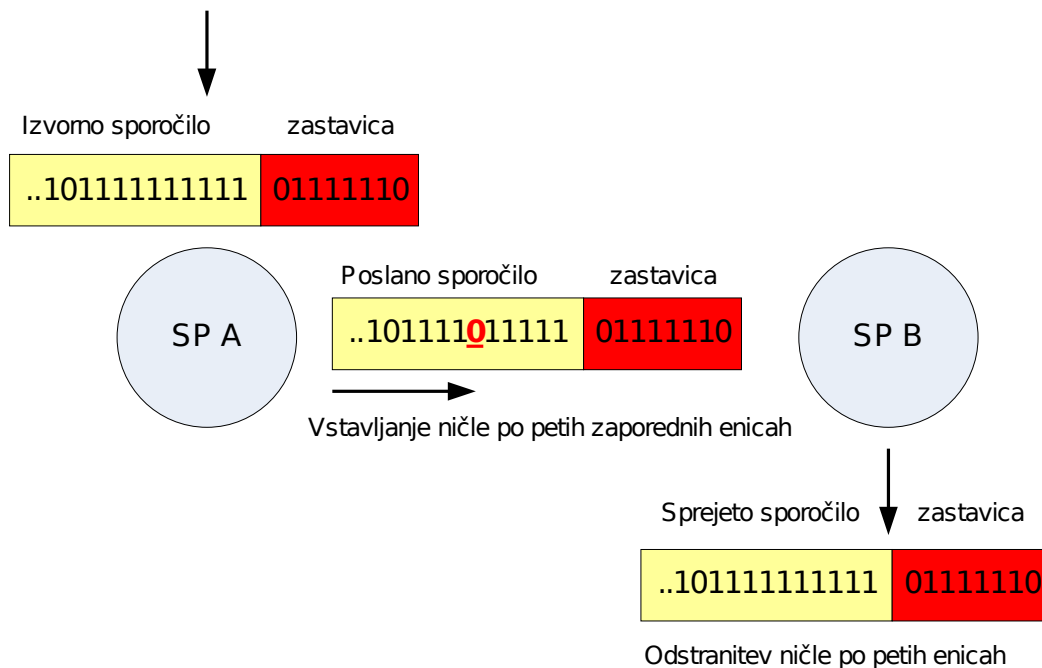 Izvorno sporočilo zastavica
..101111111111 01111110
Poslano sporočilo zastavica
SP A ..101111011111 01111110 SP B
Vstavljanje ničle po petih zaporednih enicah
Sprejeto sporočilo zastavica
..101111111111 01111110
Odstranitev ničle po petih enicah